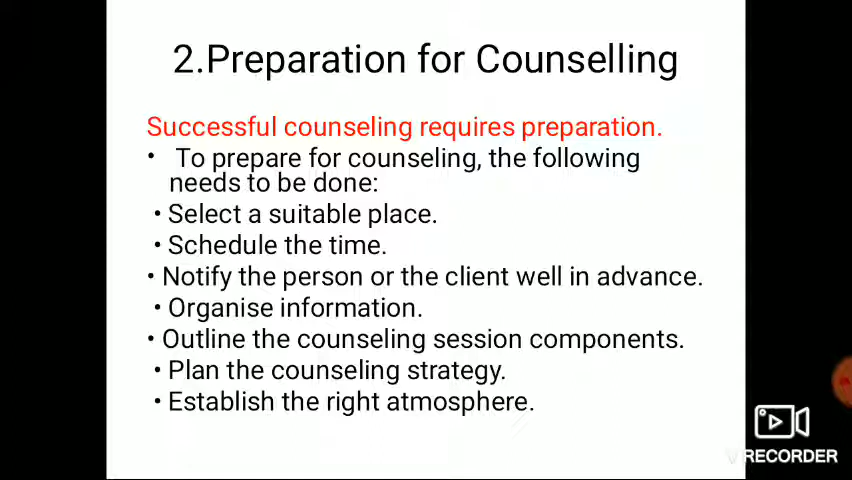 2.Preparation for Counselling
Successful counseling requires preparation.
• To prepare for counseling, the following
needs to be done:
• Select a suitable place.
• Schedule the time.
• Notify the person or the client well in advance.
• Organise information.
• Outline the counseling session components.
• Plan the counseling strategy.
• Establish the right atmosphere.
V RECORDER